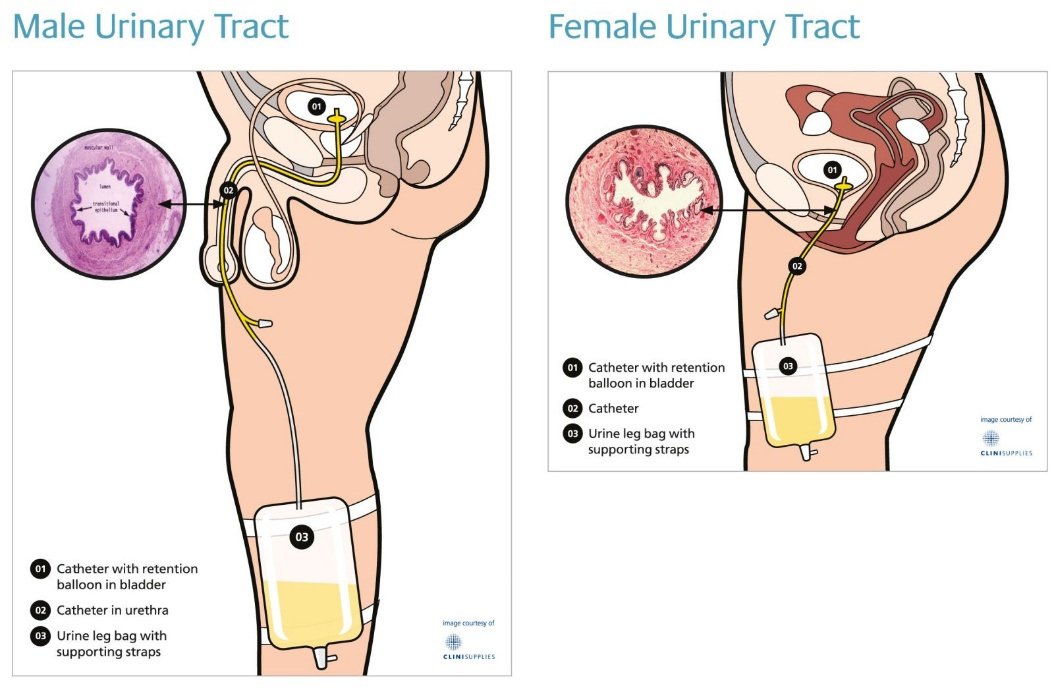 Male Urinary Tract
01
muscular wall
lumen
transitional
epithelium
02
03
01 Catheter with retention
balloon in bladder
02 Catheter in urethra
03 Urine leg bag with
supporting straps
image courtesy of
CLINISUPPLIES
Female Urinary Tract
01
02
03
01 Catheter with retention
balloon in bladder
02 Catheter
03 Urine leg bag with
supporting straps
image courtesy of
CLINISUPPLIES